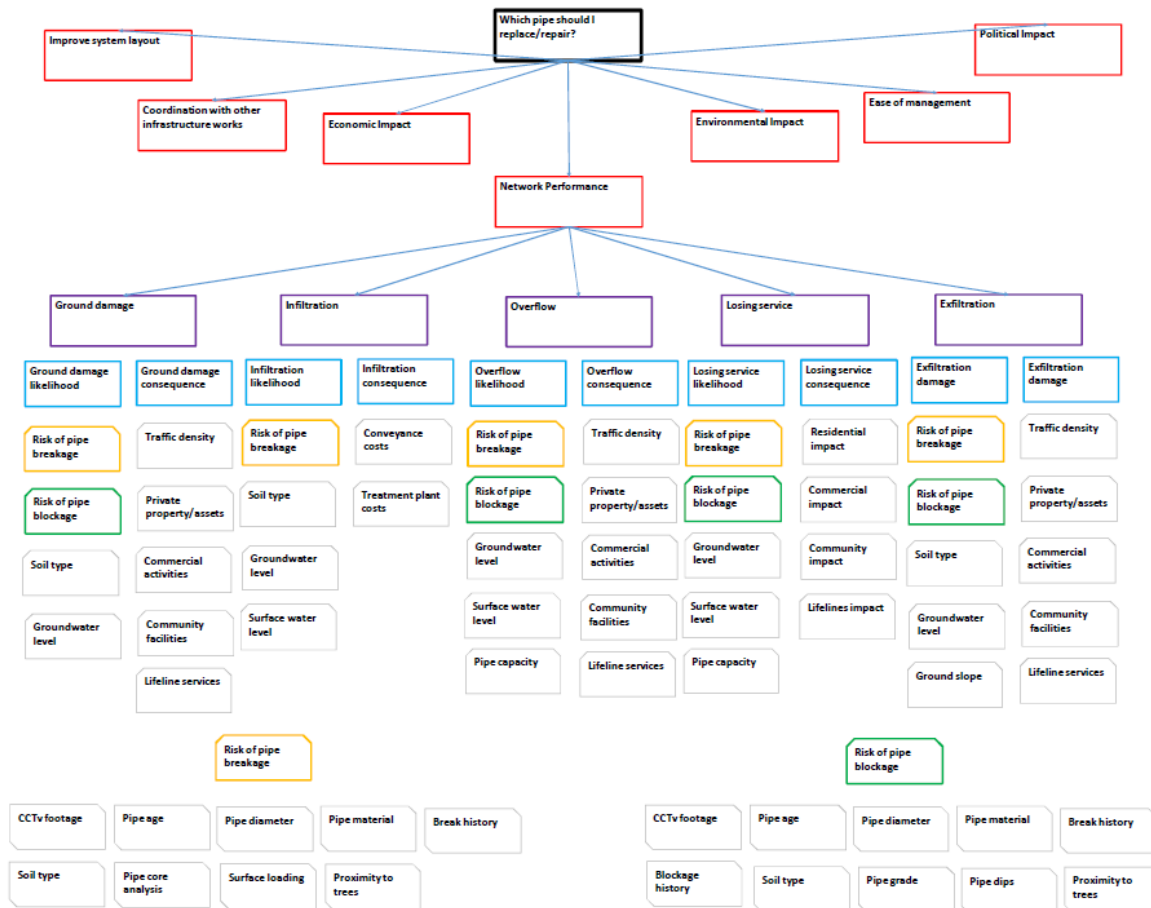 Which pipe should I
replace/repair?
Improve system layout
Political Impact
Coordination with other
infrastructure works
Economic Impact
Environmental Impact
Ease of management
Network Performance
Ground damage
Infiltration
Overflow
Losing service
Exfiltration
Ground damage
likelihood
Ground damage
consequence
Infiltration
likelihood
Infiltration
consequence
Overflow
likelihood
Overflow
consequence
Losing service
likelihood
Losing service
consequence
Exfiltration
damage
Exfiltration
damage
Risk of pipe
breakage
Traffic density
Risk of pipe
breakage
Conveyance
costs
Risk of pipe
breakage
Traffic density
Risk of pipe
breakage
Residential
impact
Risk of pipe
breakage
Traffic density
Risk of pipe
blockage
Private
property/assets
Soil type
Treatment plant
costs
Risk of pipe
blockage
Private
property/assets
Risk of pipe
blockage
Commercial
impact
Risk of pipe
blockage
Private
property/assets
Soil type
Commercial
activities
Groundwater
level
Groundwater
level
Commercial
activities
Groundwater
level
Community
impact
Soil type
Commercial
activities
Groundwater
level
Community
facilities
Surface water
level
Surface water
level
Community
facilities
Surface water
level
Lifelines impact
Groundwater
level
Community
facilities
Lifeline services
Pipe capacity
Lifeline services
Pipe capacity
Ground slope
Lifeline services
Risk of pipe
breakage
Risk of pipe
blockage
CCTv footage
Pipe age
Pipe diameter
Pipe material
Break history
Soil type
Pipe core
analysis
Surface loading
Proximity to
trees
CCTv footage
Pipe age
Pipe diameter
Pipe material
Break history
Blockage
history
Soil type
Pipe grade
Pipe dips
Proximity to
trees